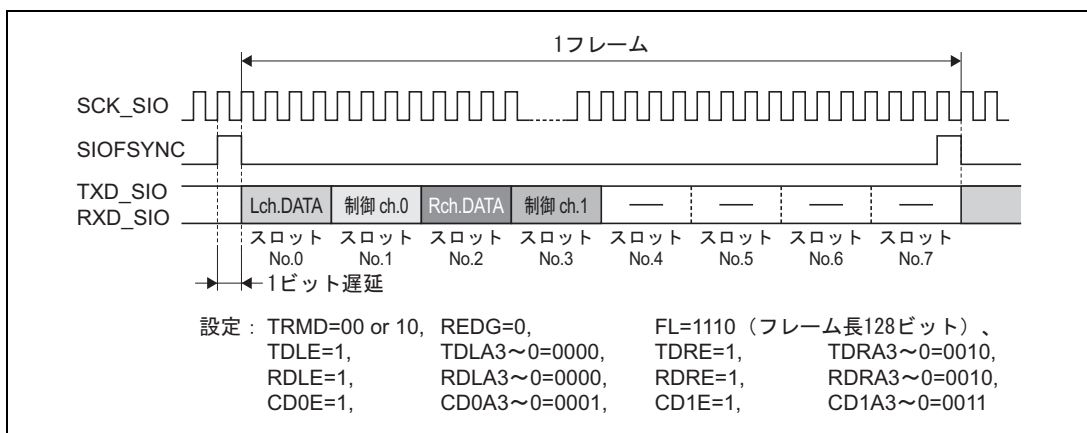 1フレーム
SCK_SIO
SIOFSYNC
TXD_SIO
RXD_SIO
Lch.DATA 制御 ch.0 Rch.DATA 制御 ch.1 — — — —
スロット スロット スロット スロット スロット スロット スロット スロット
No.0 No.1 No.2 No.3 No.4 No.5 No.6 No.7
1ビット遅延
設定： TRMD=00 or 10, REDG=0, FL=1110（フレーム長128ビット）、
TDLE=1, TDLA3～0=0000, TDRE=1, TDRA3～0=0010,
RDLE=1, RDLA3～0=0000, RDRE=1, RDRA3～0=0010,
CD0E=1, CD0A3～0=0001, CD1E=1, CD1A3～0=0011